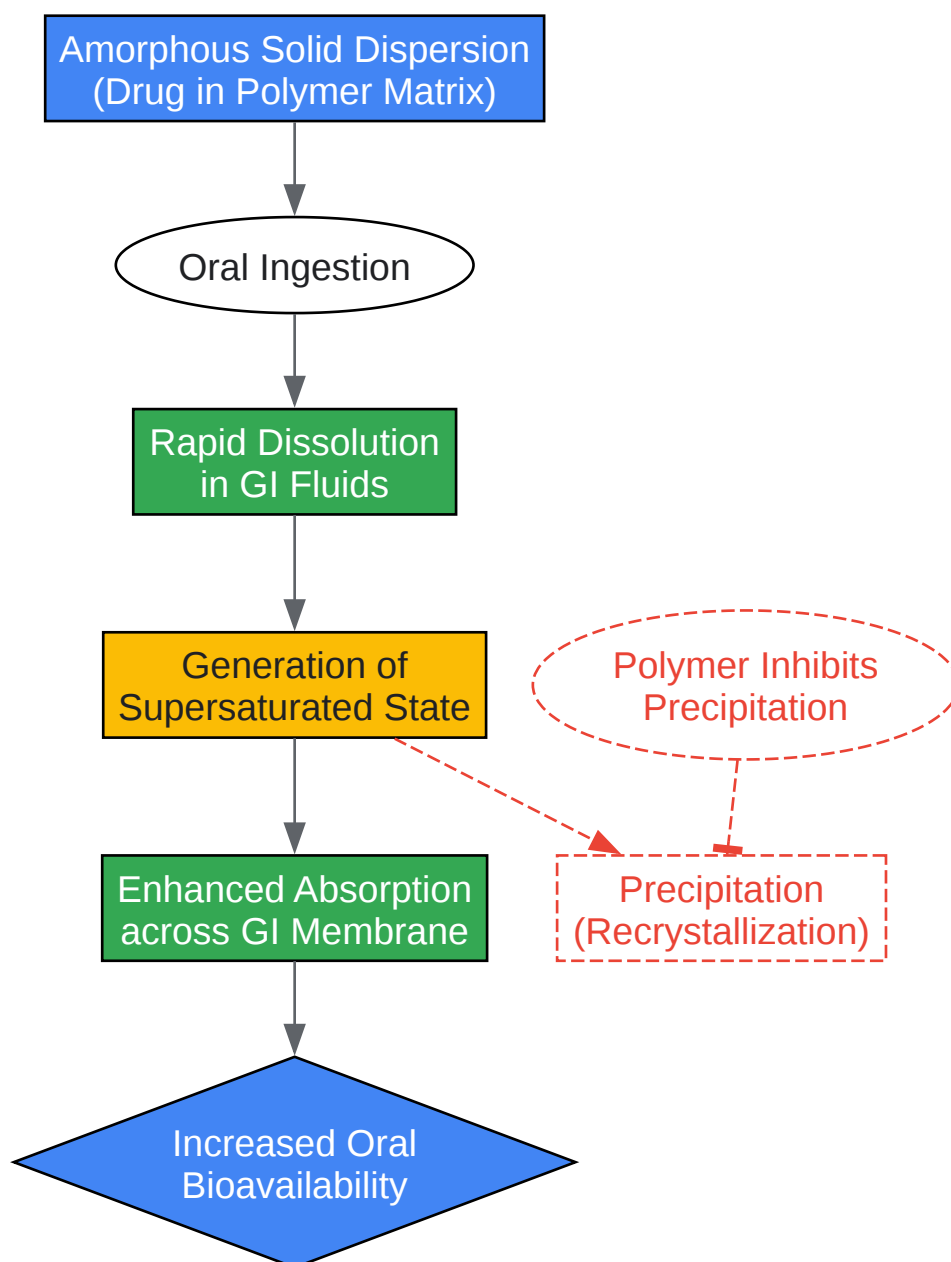 Amorphous Solid Dispersion
(Drug in Polymer Matrix)
Oral Ingestion
Rapid Dissolution
in GI Fluids
Generation of
Supersaturated State
Polymer Inhibits
Precipitation
Enhanced Absorption
across GI Membrane
Precipitation
(Recrystallization)
Increased Oral
Bioavailability